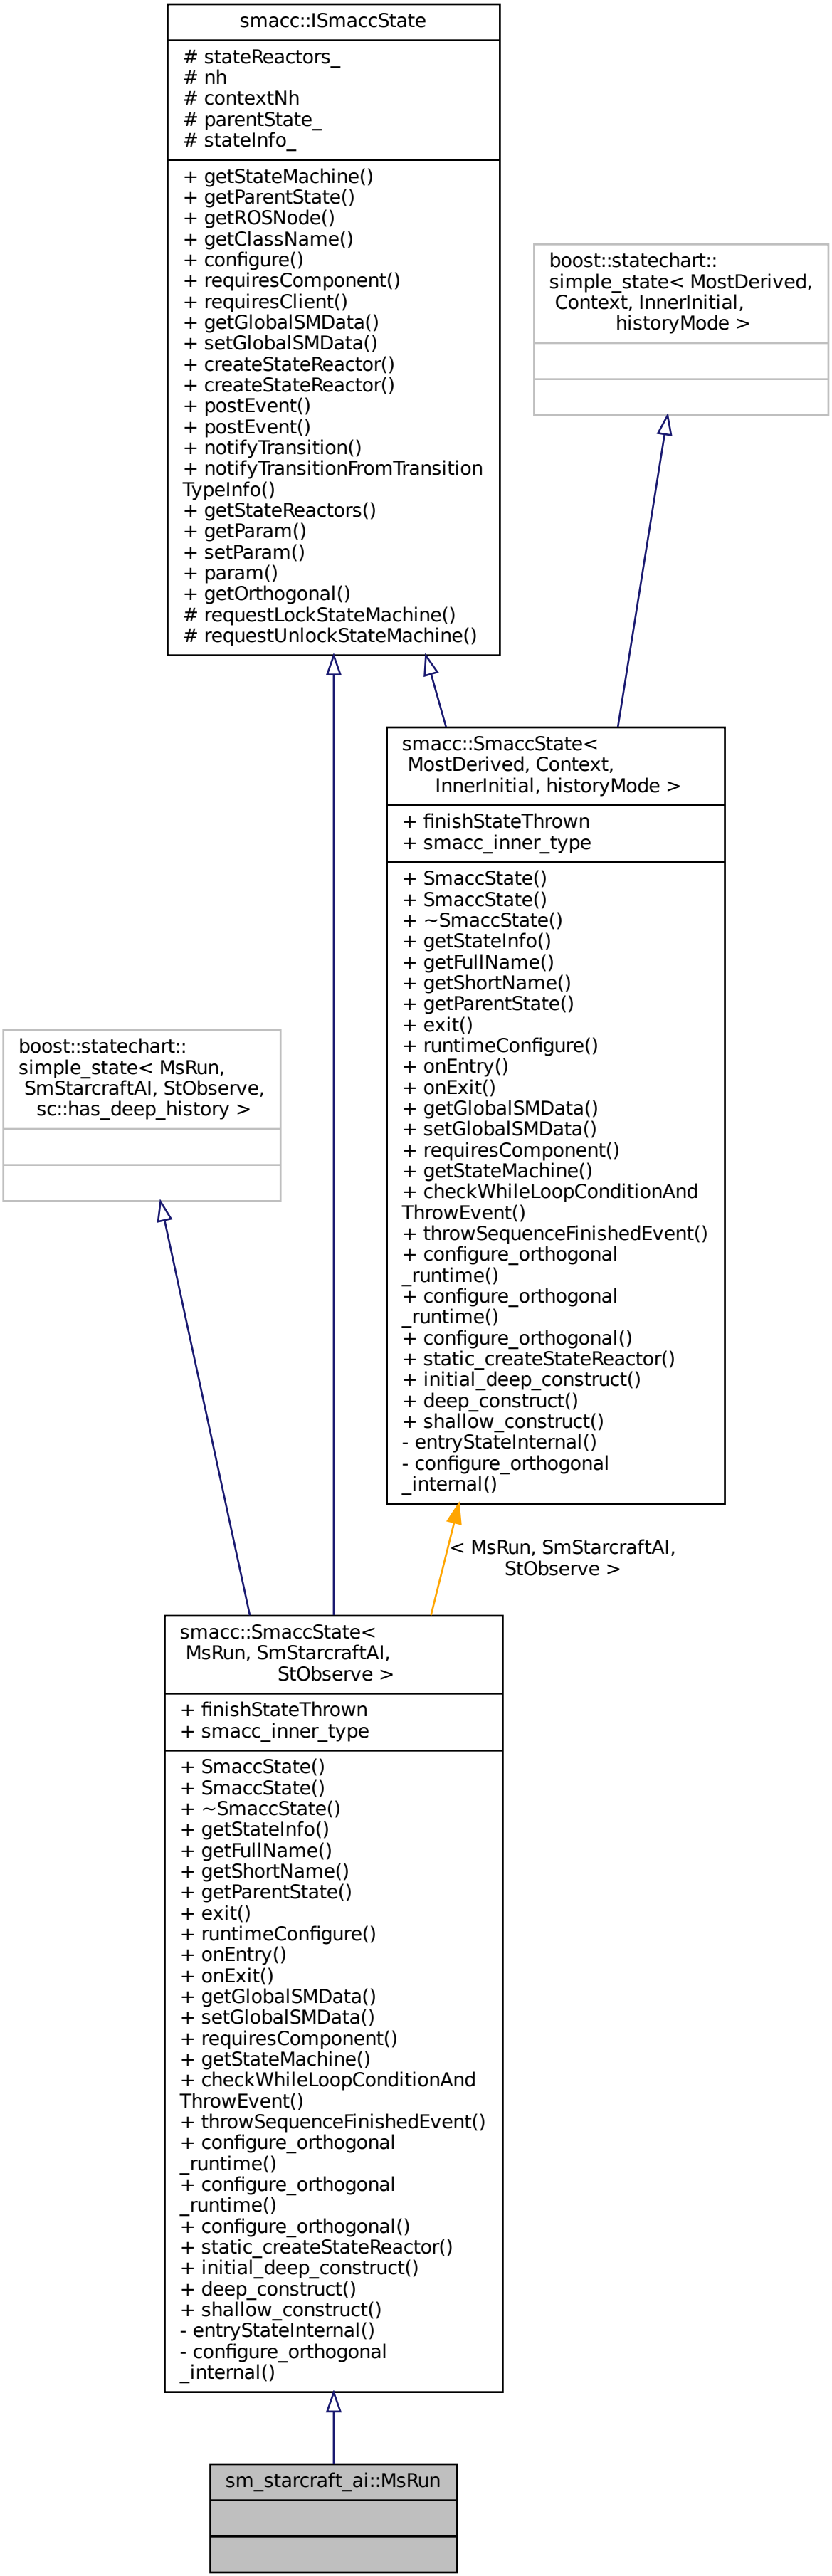 smacc::ISmaccState
# stateReactors_
# nh
# contextNh
# parentState_
# stateInfo_
+ getStateMachine()
+ getParentState()
+ getROSNode()
+ getClassName()
+ configure()
+ requiresComponent()
+ requiresClient()
+ getGlobalSMData()
+ setGlobalSMData()
+ createStateReactor()
+ createStateReactor()
+ postEvent()
+ postEvent()
+ notifyTransition()
+ notifyTransitionFromTransition
TypeInfo()
+ getStateReactors()
+ getParam()
+ setParam()
+ param()
+ getOrthogonal()
# requestLockStateMachine()
# requestUnlockStateMachine()
boost::statechart::
simple_state< MostDerived,
Context, InnerInitial,
historyMode >
smacc::SmaccState<
MostDerived, Context,
InnerInitial, historyMode >
+ finishStateThrown
+ smacc_inner_type
+ SmaccState()
+ SmaccState()
+ ~SmaccState()
+ getStateInfo()
+ getFullName()
+ getShortName()
+ getParentState()
+ exit()
+ runtimeConfigure()
+ onEntry()
+ onExit()
+ getGlobalSMData()
+ setGlobalSMData()
+ requiresComponent()
+ getStateMachine()
+ checkWhileLoopConditionAnd
ThrowEvent()
+ throwSequenceFinishedEvent()
+ configure_orthogonal
_runtime()
+ configure_orthogonal
_runtime()
+ configure_orthogonal()
+ static_createStateReactor()
+ initial_deep_construct()
+ deep_construct()
+ shallow_construct()
- entryStateInternal()
- configure_orthogonal
_internal()
boost::statechart::
simple_state< MsRun,
SmStarcraftAI, StObserve,
sc::has_deep_history >
< MsRun, SmStarcraftAI,
StObserve >
smacc::SmaccState<
MsRun, SmStarcraftAI,
StObserve >
+ finishStateThrown
+ smacc_inner_type
+ SmaccState()
+ SmaccState()
+ ~SmaccState()
+ getStateInfo()
+ getFullName()
+ getShortName()
+ getParentState()
+ exit()
+ runtimeConfigure()
+ onEntry()
+ onExit()
+ getGlobalSMData()
+ setGlobalSMData()
+ requiresComponent()
+ getStateMachine()
+ checkWhileLoopConditionAnd
ThrowEvent()
+ throwSequenceFinishedEvent()
+ configure_orthogonal
_runtime()
+ configure_orthogonal
_runtime()
+ configure_orthogonal()
+ static_createStateReactor()
+ initial_deep_construct()
+ deep_construct()
+ shallow_construct()
- entryStateInternal()
- configure_orthogonal
_internal()
sm_starcraft_ai::MsRun